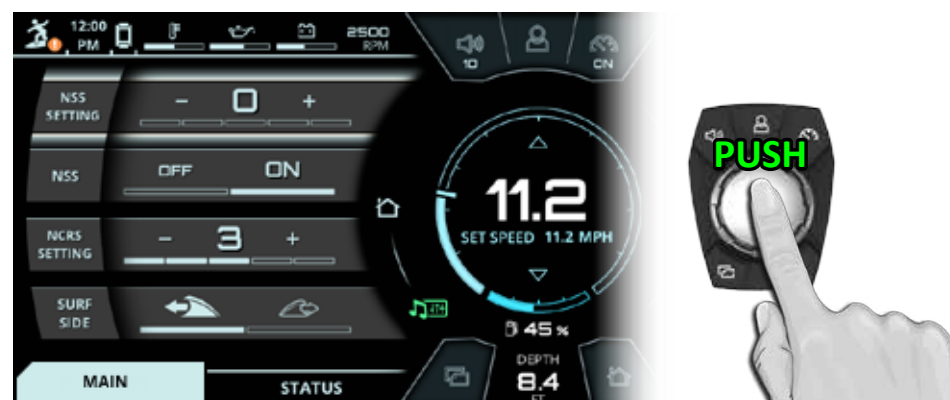 12:00
PM
2500
RPM
10
ON
NSS
SETTING
- 0 +
NSS
OFF ON
NCRS
SETTING
- 3 +
SURF
SIDE
11.2
SET SPEED 11.2 MPH
45 %
DEPTH
8.4
FT
MAIN
STATUS
PUSH